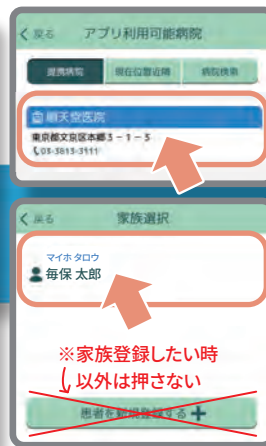 戻る アプリ利用可能病院
提携病院 現在位置近隣 病院検索
順天堂医院
東京都文京区本郷3-1-3
03-3813-3111
戻る 家族選択
マイホ タロウ
毎保 太郎
※家族登録したい時
以外は押さない
患者を新規登録する